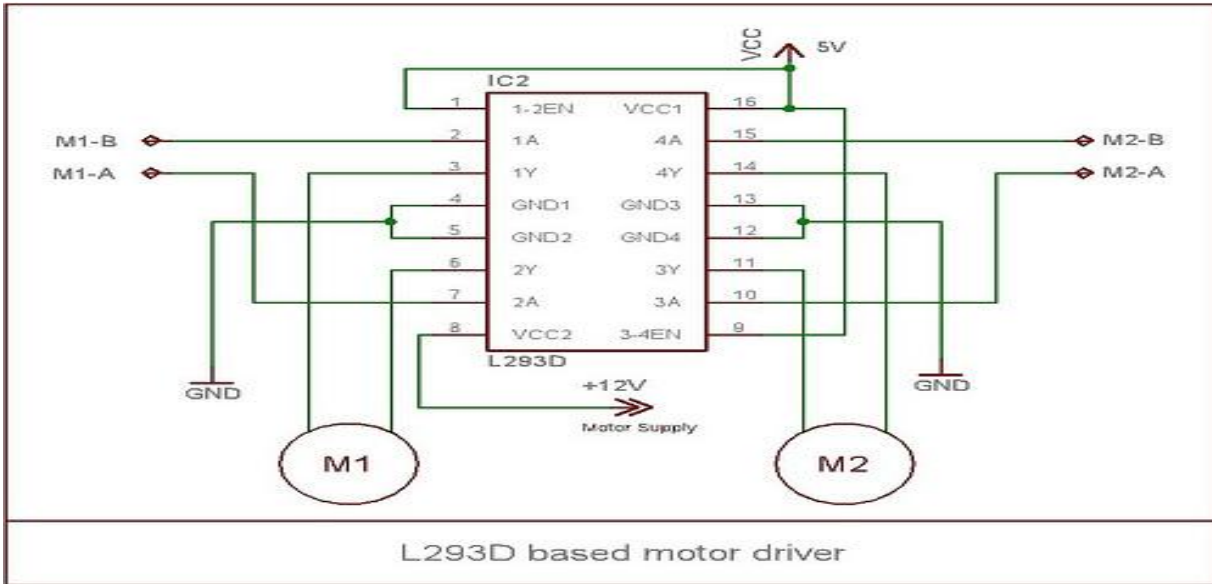 VCC
5V
IC2
1 1-2EN VCC1 16
M1-B 2 1A 4A 15 M2-B
M1-A 3 1Y 4Y 14 M2-A
4 GND1 GND3 13
5 GND2 GND4 12
6 2Y 3Y 11
7 2A 3A 10
8 VCC2 3-4EN 9
L293D
GND
+12V
GND
Motor Supply
M1
M2
L293D based motor driver